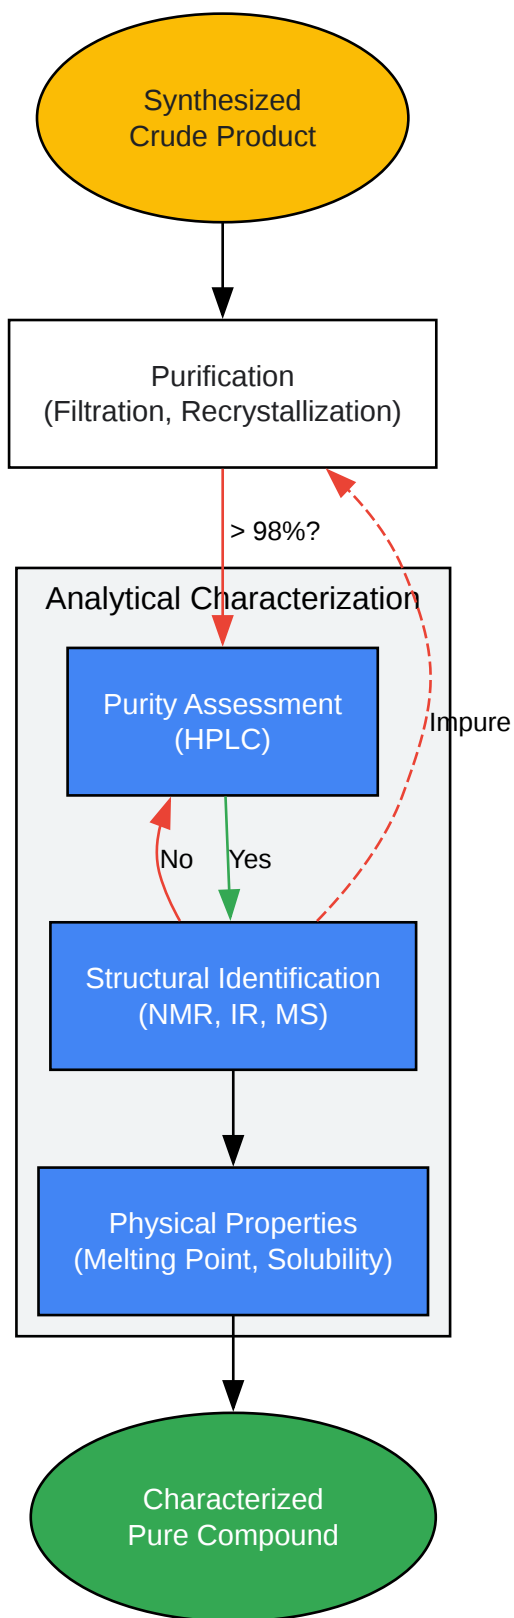 Synthesized
Crude Product
Purification
(Filtration, Recrystallization)
> 98%?
Analytical Characterization
Purity Assessment
(HPLC)
Impure
No
Yes
Structural Identification
(NMR, IR, MS)
Physical Properties
(Melting Point, Solubility)
Characterized
Pure Compound